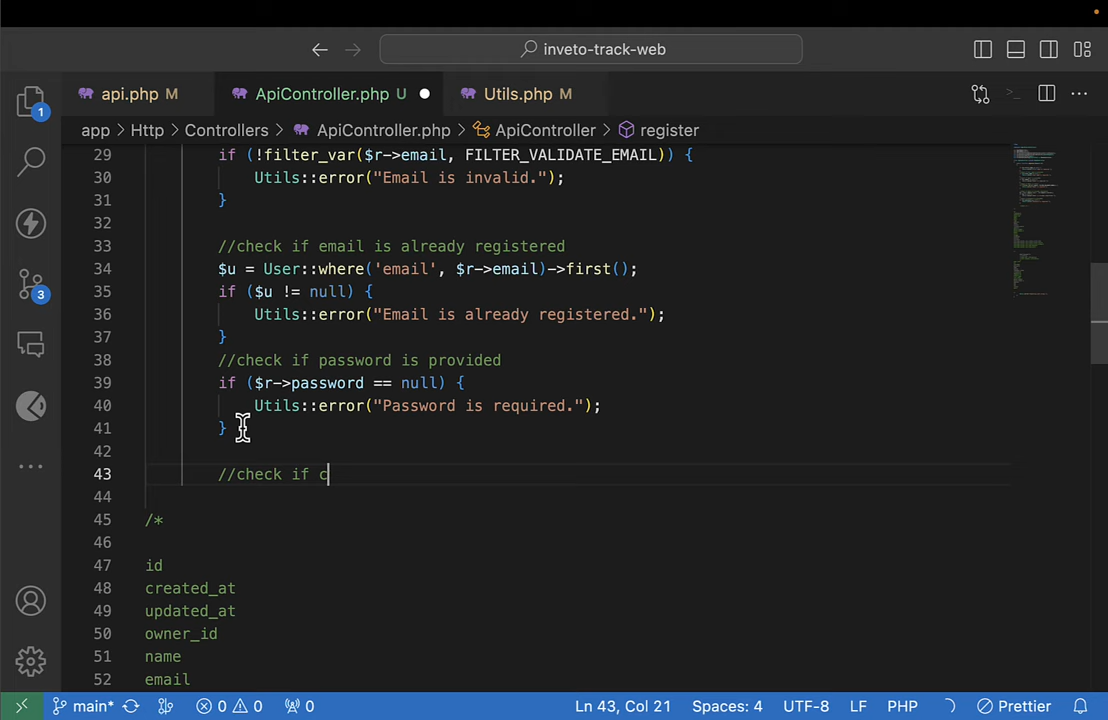 inveto-track-web
api.php M
ApiController.php U
Utils.php M
app > Http > Controllers > ApiController.php > ApiController > register
29 if (!filter_var($r->email, FILTER_VALIDATE_EMAIL)) {
30 Utils::error("Email is invalid.");
31 }
32
33 //check if email is already registered
34 $u = User::where('email', $r->email)->first();
35 if ($u != null) {
36 Utils::error("Email is already registered.");
37 }
38 //check if password is provided
39 if ($r->password == null) {
40 Utils::error("Password is required.");
41 }
42
43 //check if c
44
45 /*
46
47 id
48 created_at
49 updated_at
50 owner_id
51 name
52 email
1
3
main* 0 0 0 Ln 43, Col 21 Spaces: 4 UTF-8 LF PHP Prettier